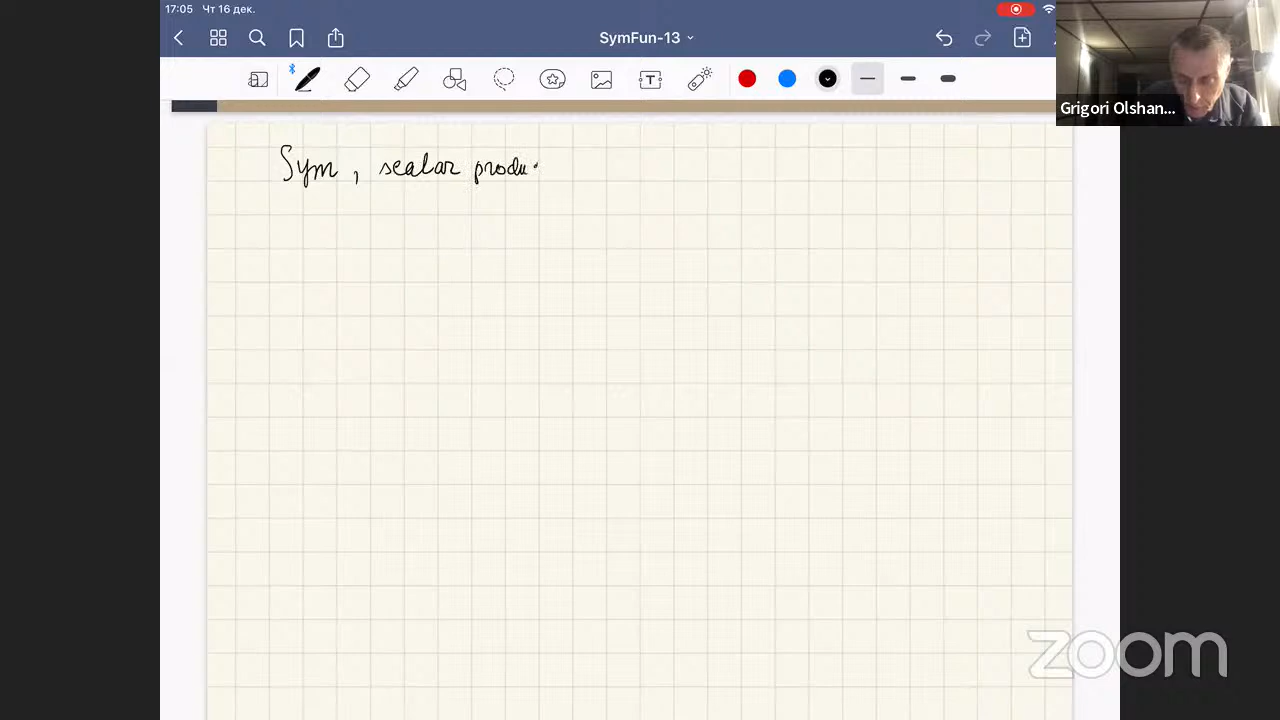 17:05 Чт 16 дек.
SymFun-13
T
Grigori Olshan...
Sym, scalar produ
zoom